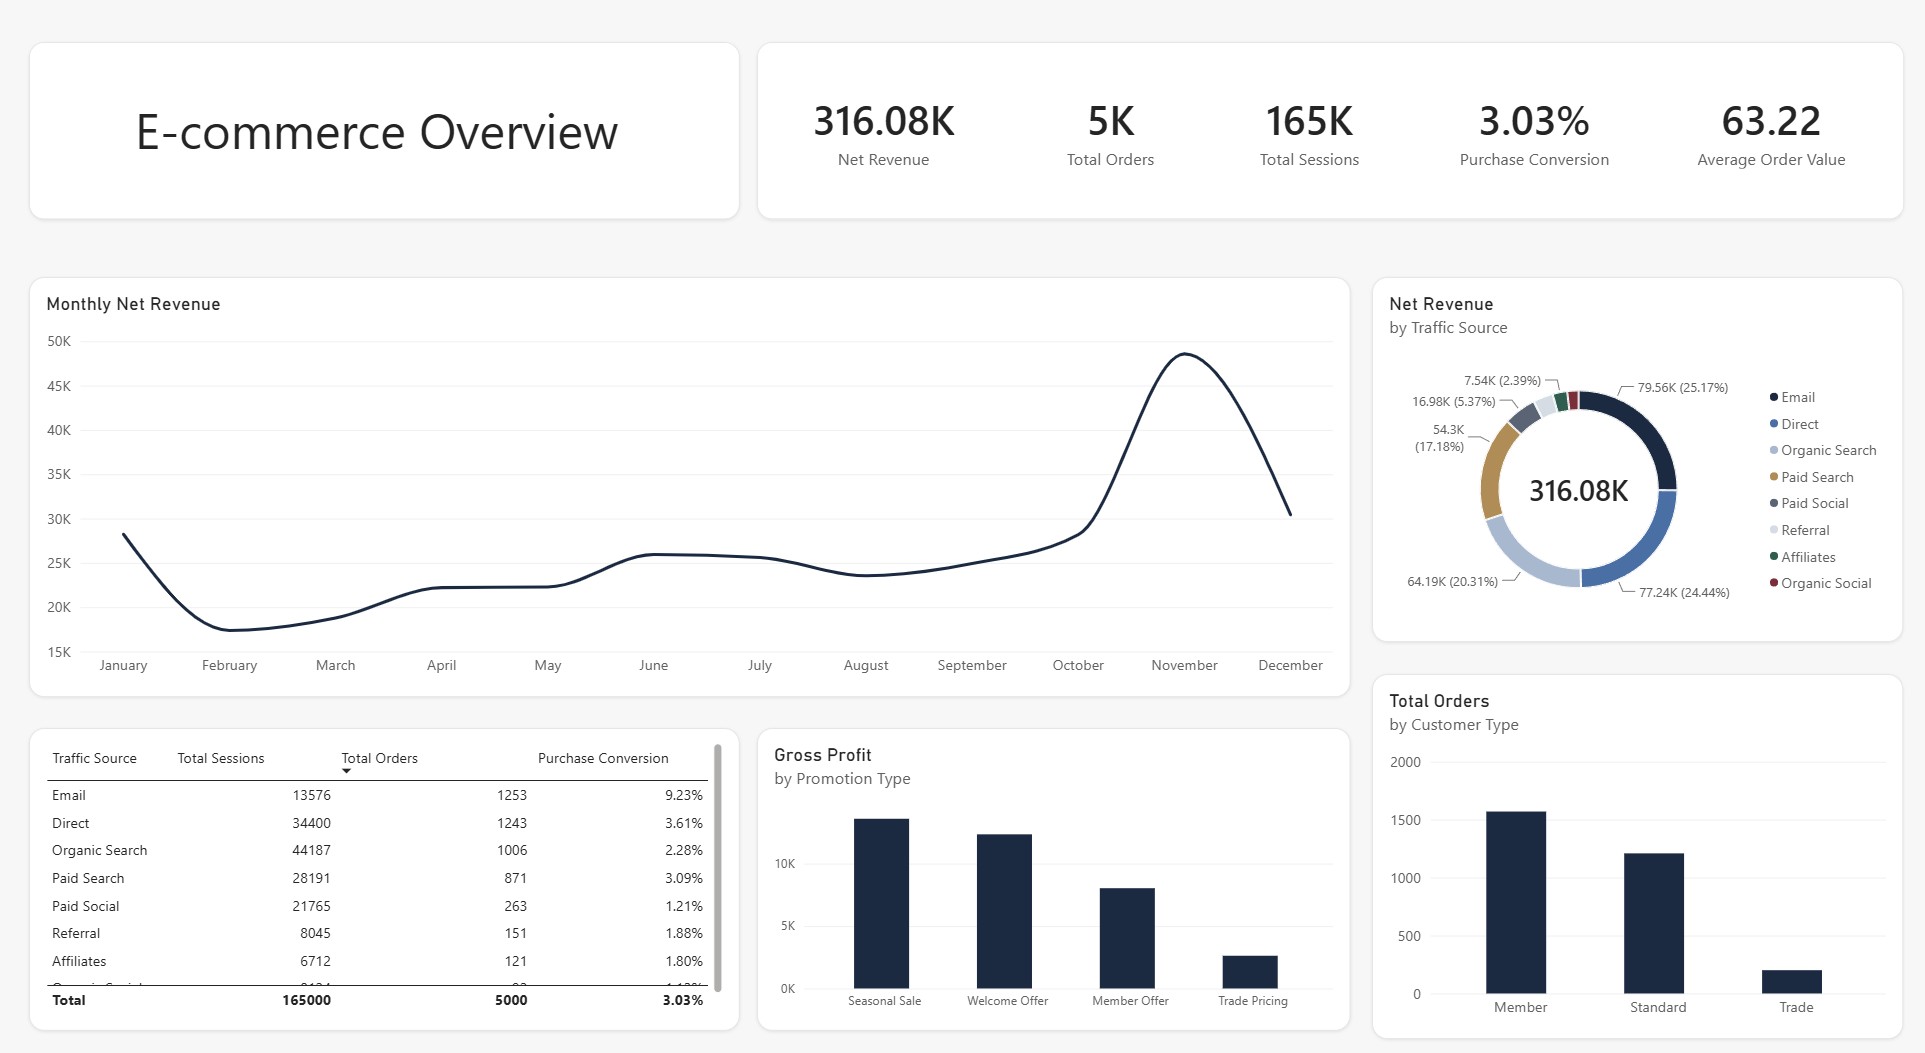 E-commerce Overview
316.08K
Net Revenue
5K
Total Orders
165K
Total Sessions
3.03%
Purchase Conversion
63.22
Average Order Value
Monthly Net Revenue
50K
45K
40K
35K
30K
25K
20K
15K
January February March April May June July August September October November December
Net Revenue
by Traffic Source
7.54K (2.39%)
79.56K (25.17%)
16.98K (5.37%)
54.3K
(17.18%)
316.08K
64.19K (20.31%)
77.24K (24.44%)
Email
Direct
Organic Search
Paid Search
Paid Social
Referral
Affiliates
Organic Social
Traffic Source Total Sessions Total Orders Purchase Conversion
Email 13576 1253 9.23%
Direct 34400 1243 3.61%
Organic Search 44187 1006 2.28%
Paid Search 28191 871 3.09%
Paid Social 21765 263 1.21%
Referral 8045 151 1.88%
Affiliates 6712 121 1.80%
Total 165000 5000 3.03%
Gross Profit
by Promotion Type
10K
5K
0K
Seasonal Sale Welcome Offer Member Offer Trade Pricing
Total Orders
by Customer Type
2000
1500
1000
500
0
Member Standard Trade